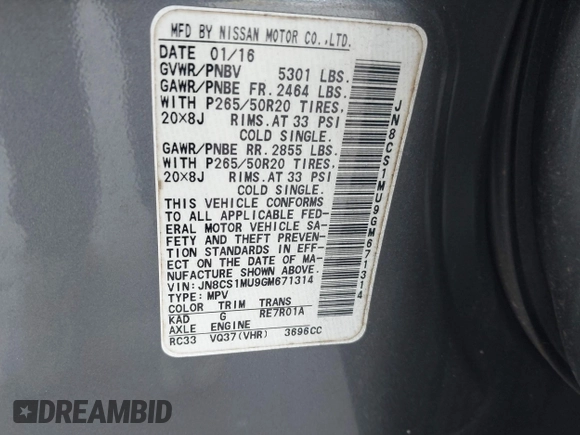 MFD BY NISSAN MOTOR CO.,LTD.
DATE 01/16
GVWR/PNBV 5301 LBS.
GAWR/PNBE FR. 2464 LBS.
WITH P265/50R20 TIRES,
20×8J RIMS.AT 33 PSI
COLD SINGLE.
GAWR/PNBE RR. 2855 LBS.
WITH P265/50R20 TIRES,
20×8J RIMS.AT 33 PSI
COLD SINGLE.
THIS VEHICLE CONFORMS
TO ALL APPLICABLE FED-
ERAL MOTOR VEHICLE SA-
FETY AND THEFT PREVEN-
TION STANDARDS IN EFF-
ECT ON THE DATE OF MA-
NUFACTURE SHOWN ABOVE.
VIN: JN8CS1MU9GM671314
TYPE: MPV
COLOR TRIM TRANS
KAD G RE7R01A
AXLE ENGINE
RC33 VQ37(VHR) 3696CC
JN8CS1MU9GM671314
DREAMBID